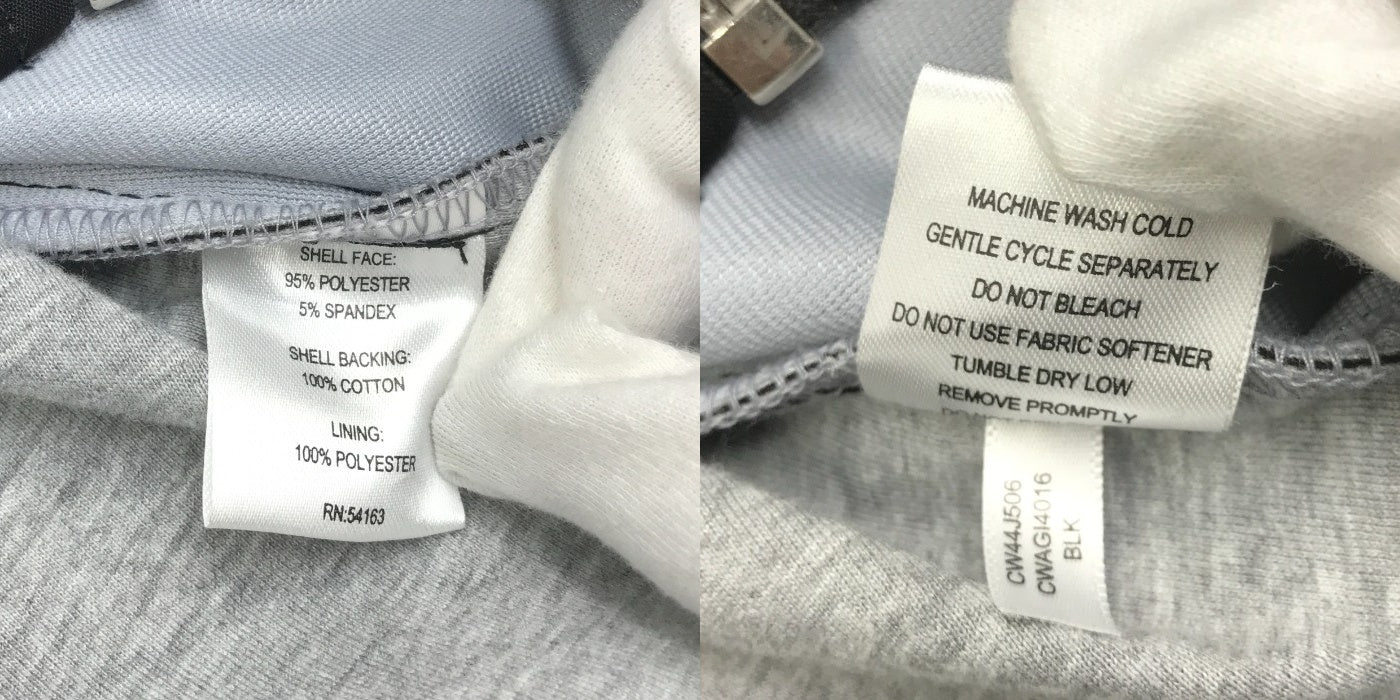 SHELL FACE:
95% POLYESTER
5% SPANDEX
SHELL BACKING:
100% COTTON
LINING:
100% POLYESTER
RN:54163
MACHINE WASH COLD
GENTLE CYCLE SEPARATELY
DO NOT BLEACH
DO NOT USE FABRIC SOFTENER
TUMBLE DRY LOW
REMOVE PROMPTLY
CW44J506
CWAGI4016
BLK